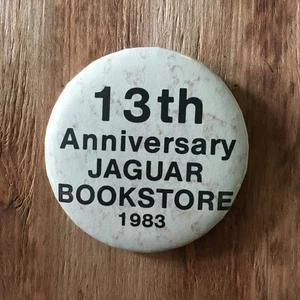 13th
Anniversary
JAGUAR
BOOKSTORE
1983